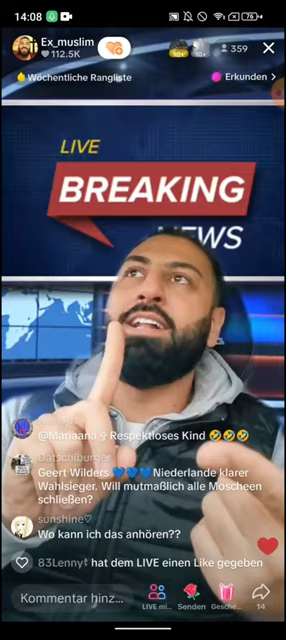 14:08
76
Ex_muslim
112.5K
10+
359
Wöchentliche Rangliste
Erkunden >
LIVE
BREAKING
NEWS
@Mariaana Respektloses Kind 🤣🤣🤣
Datschiburger
Geert Wilders 💙💙💙Niederlande klarer
Wahlsieger. Will mutmaßlich alle Moscheen
schließen?
sunshine♡
Wo kann ich das anhören??
83Lenny hat dem LIVE einen Like gegeben
Kommentar hinz...
LIVE mi...
Senden
Gesche...
14